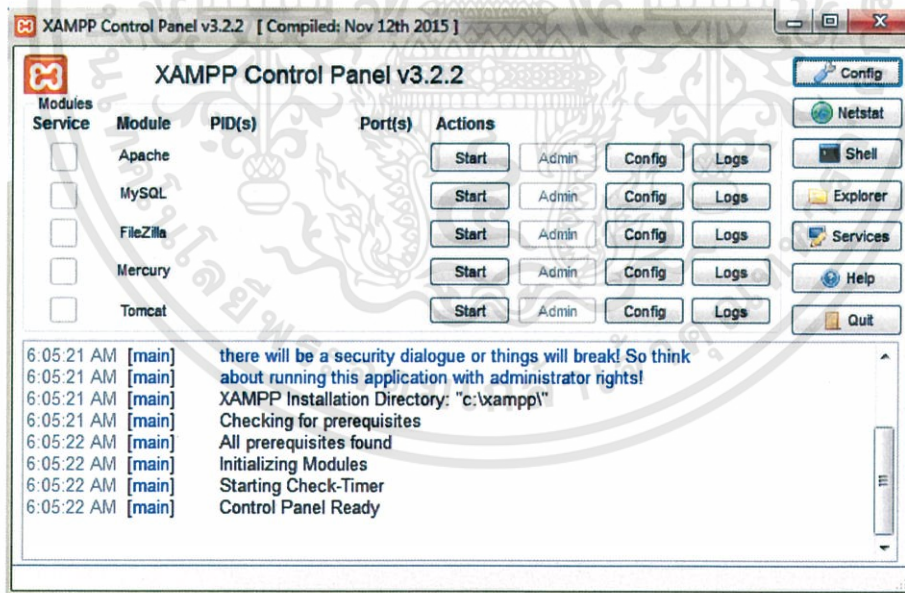 XAMPP Control Panel v3.2.2 [ Compiled: Nov 12th 2015 ]
XAMPP Control Panel v3.2.2
Config
Netstat
Shell
Explorer
Services
Help
Quit
Modules
Service Module PID(s) Port(s) Actions
Apache Start Admin Config Logs
MySQL Start Admin Config Logs
FileZilla Start Admin Config Logs
Mercury Start Admin Config Logs
Tomcat Start Admin Config Logs
6:05:21 AM [main] there will be a security dialogue or things will break! So think
6:05:21 AM [main] about running this application with administrator rights!
6:05:21 AM [main] XAMPP Installation Directory: "c:\xampp\"
6:05:21 AM [main] Checking for prerequisites
6:05:22 AM [main] All prerequisites found
6:05:22 AM [main] Initializing Modules
6:05:22 AM [main] Starting Check-Timer
6:05:22 AM [main] Control Panel Ready